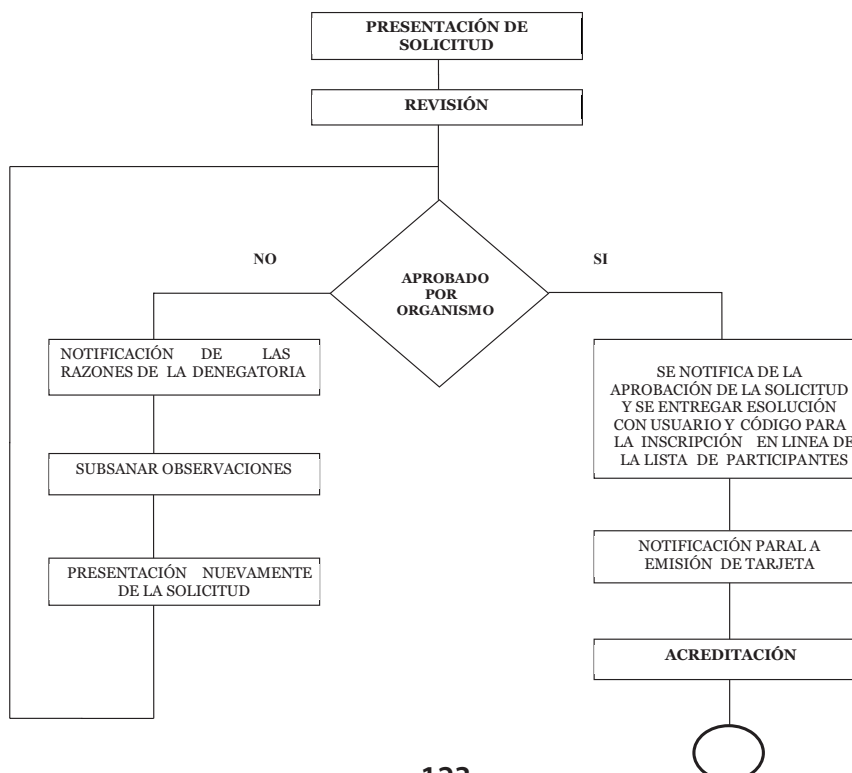 PRESENTACIÓN DE
SOLICITUD
REVISIÓN
NO
SI
APROBADO
POR
ORGANISMO
NOTIFICACIÓN DE LAS
RAZONES DE LA DENEGATORIA
SUBSANAR OBSERVACIONES
PRESENTACIÓN NUEVAMENTE
DE LA SOLICITUD
SE NOTIFICA DE LA
APROBACIÓN DE LA SOLICITUD
Y SE ENTREGAR ESOLUCIÓN
CON USUARIO Y CÓDIGO PARA
LA INSCRIPCIÓN EN LINEA DE
LA LISTA DE PARTICIPANTES
NOTIFICACIÓN PARAL A
EMISIÓN DE TARJETA
ACREDITACIÓN